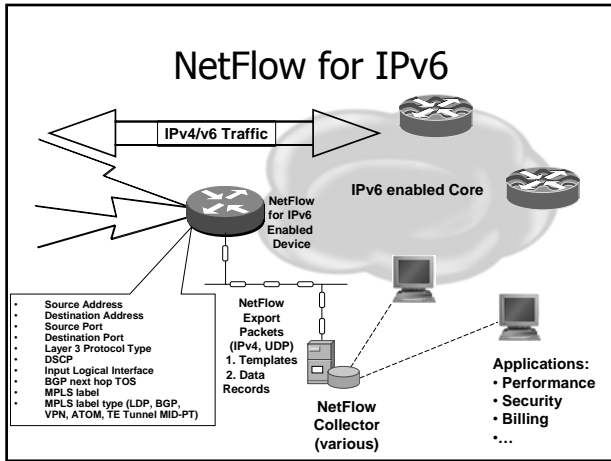 NetFlow for IPv6
IPv4/v6 Traffic
IPv6 enabled Core
NetFlow
for IPv6
Enabled
Device
• Source Address
• Destination Address
• Source Port
• Destination Port
• Layer 3 Protocol Type
• DSCP
• Input Logical Interface
• BGP next hop TOS
• MPLS label
• MPLS label type (LDP, BGP,
VPN, ATOM, TE Tunnel MID-PT)
NetFlow
Export
Packets
(IPv4, UDP)
1. Templates
2. Data
Records
NetFlow
Collector
(various)
Applications:
• Performance
• Security
• Billing
•…